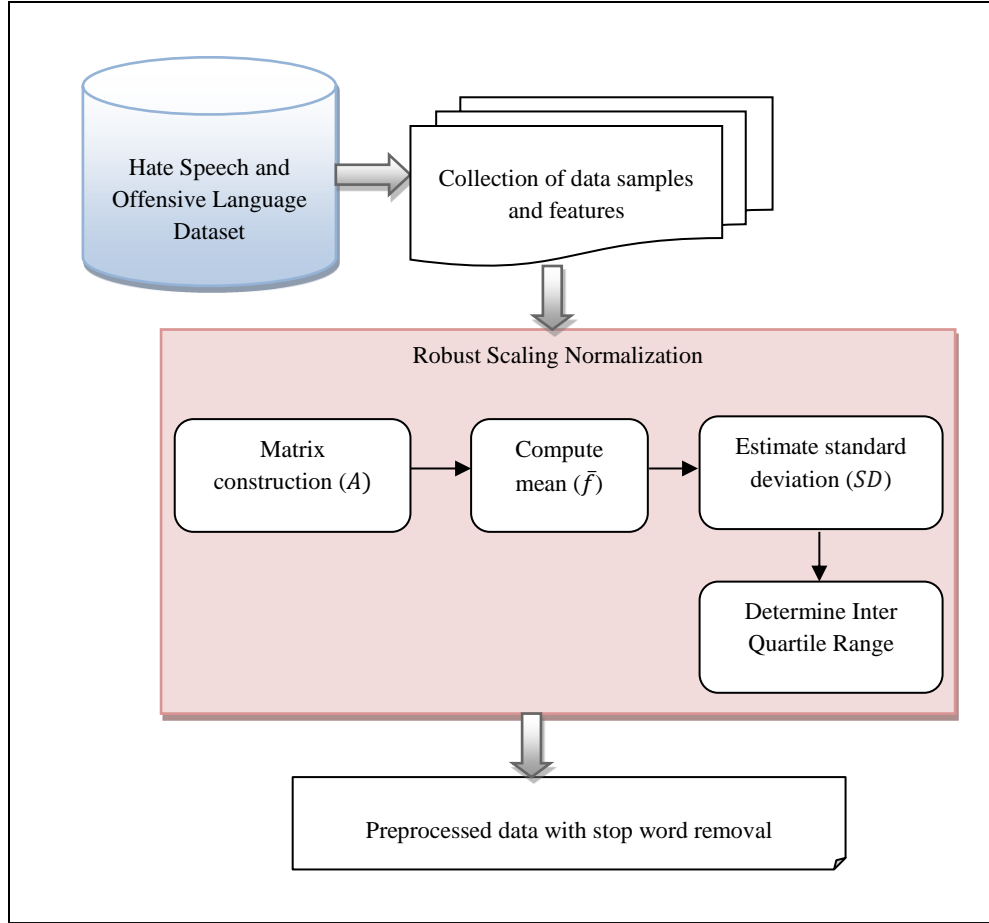 Hate Speech and
Offensive Language
Dataset
Collection of data samples
and features
Robust Scaling Normalization
Matrix
construction (𝐴)
Compute
mean (𝑓̄)
Estimate standard
deviation (𝑆𝐷)
Determine Inter
Quartile Range
Preprocessed data with stop word removal